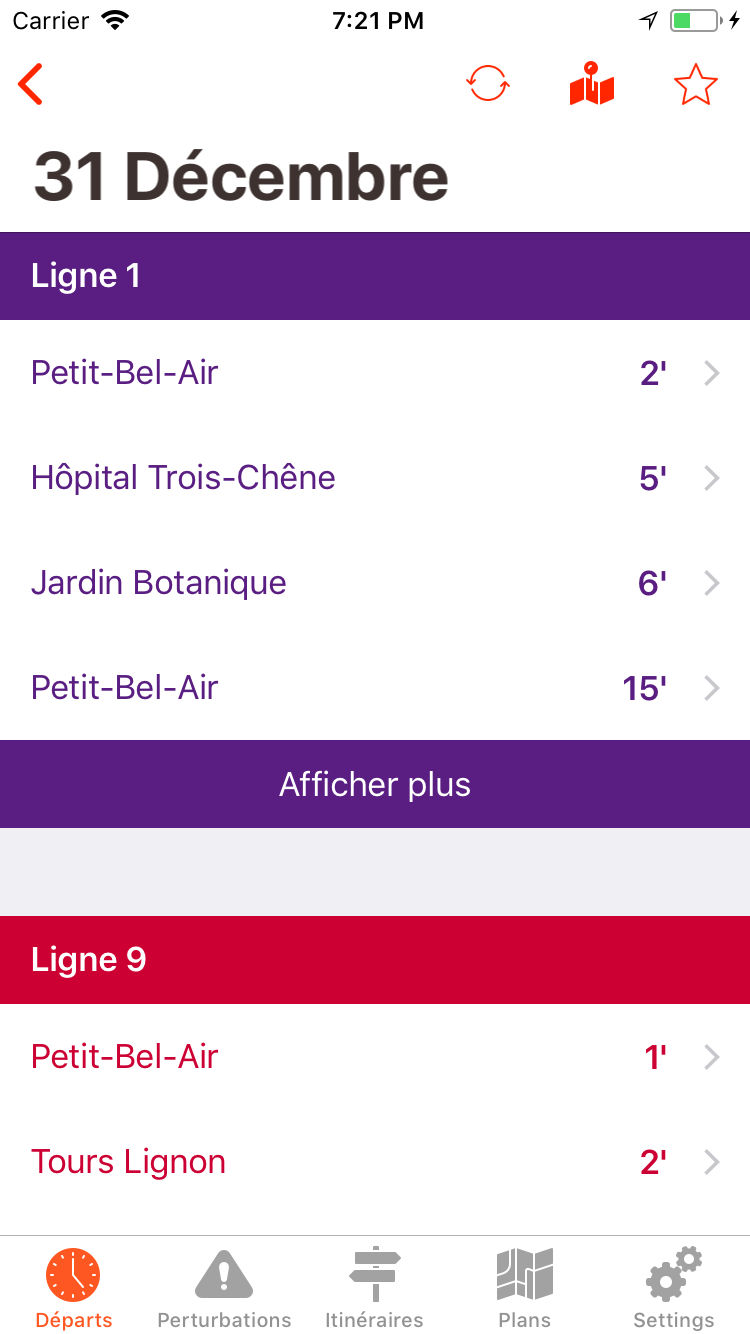 Carrier 7:21 PM
31 Décembre
Ligne 1
Petit-Bel-Air 2'
Hôpital Trois-Chêne 5'
Jardin Botanique 6'
Petit-Bel-Air 15'
Afficher plus
Ligne 9
Petit-Bel-Air 1'
Tours Lignon 2'
Départs Perturbations Itinéraires Plans Settings